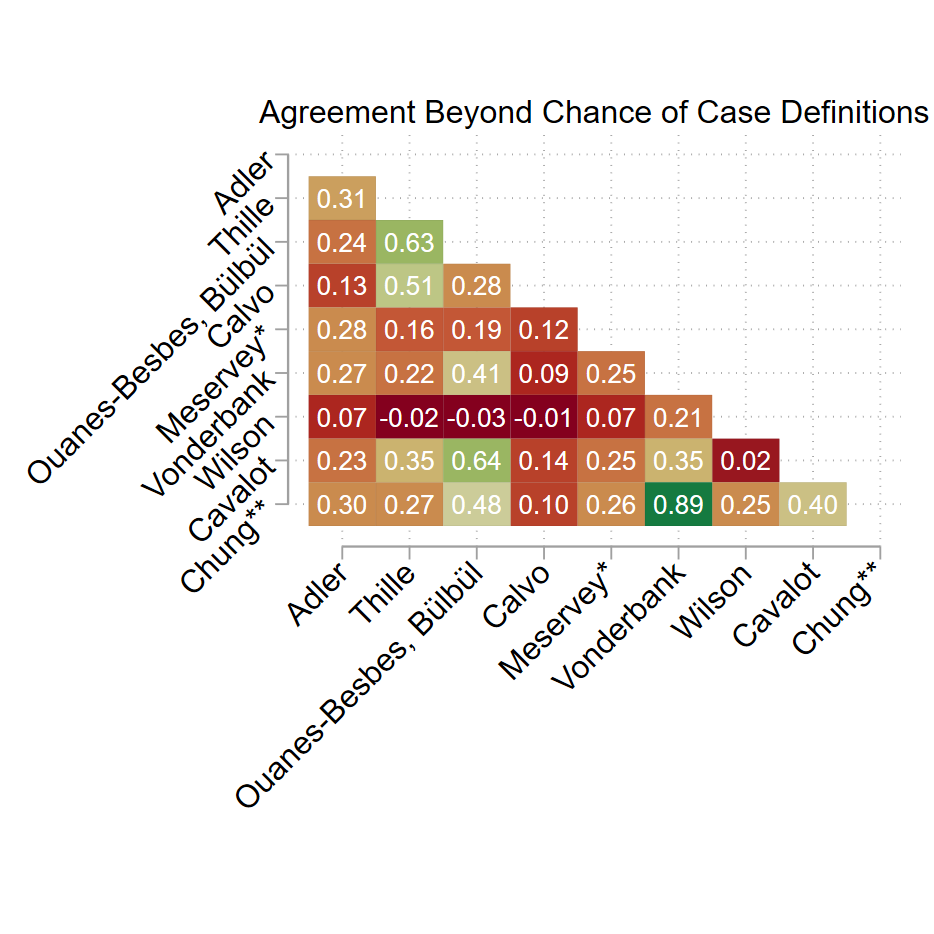 Agreement Beyond Chance of Case Definitions
Adler
Thille
0.31
Ouanes-Besbes, Bülbül
0.24 0.63
Calvo
0.13 0.51 0.28
Meservey*
0.28 0.16 0.19 0.12
Vonderbank
0.27 0.22 0.41 0.09 0.25
Wilson
0.07 -0.02 -0.03 -0.01 0.07 0.21
Cavalot
0.23 0.35 0.64 0.14 0.25 0.35 0.02
Chung**
0.30 0.27 0.48 0.10 0.26 0.89 0.25 0.40
Adler
Thille
Ouanes-Besbes, Bülbül
Calvo
Meservey*
Vonderbank
Wilson
Cavalot
Chung**